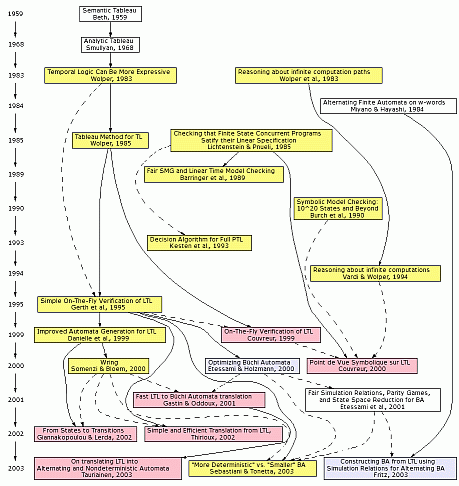 1959
Semantic Tableau
Beth, 1959
1968
Analytic Tableau
Smullyan, 1968
1983
Temporal Logic Can Be More Expressive
Wolper, 1983
Reasoning about infinite computation paths
Wolper et al., 1983
1984
Alternating Finite Automata on w-words
Miyano & Hayashi, 1984
1985
Tableau Method for TL
Wolper, 1985
Checking that Finite State Concurrent Programs
Satify their Linear Specification
Lichtenstein & Pnueli, 1985
1989
Fair SMG and Linear Time Model Checking
Barringer et al., 1989
1990
Symbolic Model Checking:
10^20 States and Beyond
Burch et al., 1990
1993
Decision Algorithm for Full PTL
Kesten et al., 1993
1994
Reasoning about infinite computations
Vardi & Wolper, 1994
1995
Simple On-The-Fly Verification of LTL
Gerth et al., 1995
1999
Improved Automata Generation for LTL
Danielle et al., 1999
On-The-Fly Verification of LTL
Couvreur, 1999
2000
Wring
Somenzi & Bloem, 2000
Optimizing Büchi Automata
Etessami & Holzmann, 2000
Point de Vue Symbolique sur LTL
Couvreur, 2000
2001
Fast LTL to Büchi Automata translation
Gastin & Oddoux, 2001
Fair Simulation Relations, Parity Games,
and State Space Reduction for BA
Etessami et al., 2001
2002
From States to Transitions
Giannakopoulou & Lerda, 2002
Simple and Efficient Translation from LTL,
Thirioux, 2002
2003
On translating LTL into
Alternating and Nondeterministic Automata
Tauriainen, 2003
"More Deterministic" vs. "Smaller" BA
Sebastiani & Tonetta, 2003
Constructing BA from LTL using
Simulation Relations for Alternating BA
Fritz, 2003